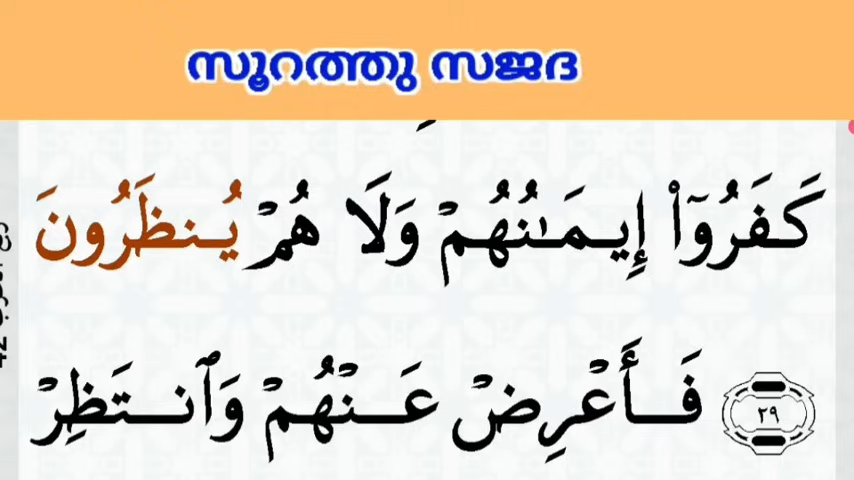 സൂറത്തു സജദ
كَفَرُوٓا۟ إِيمَـٰنُهُمْ وَلَا هُمْ يُنظَرُونَ
٢٩ فَأَعْرِضْ عَنْهُمْ وَٱنتَظِرْ